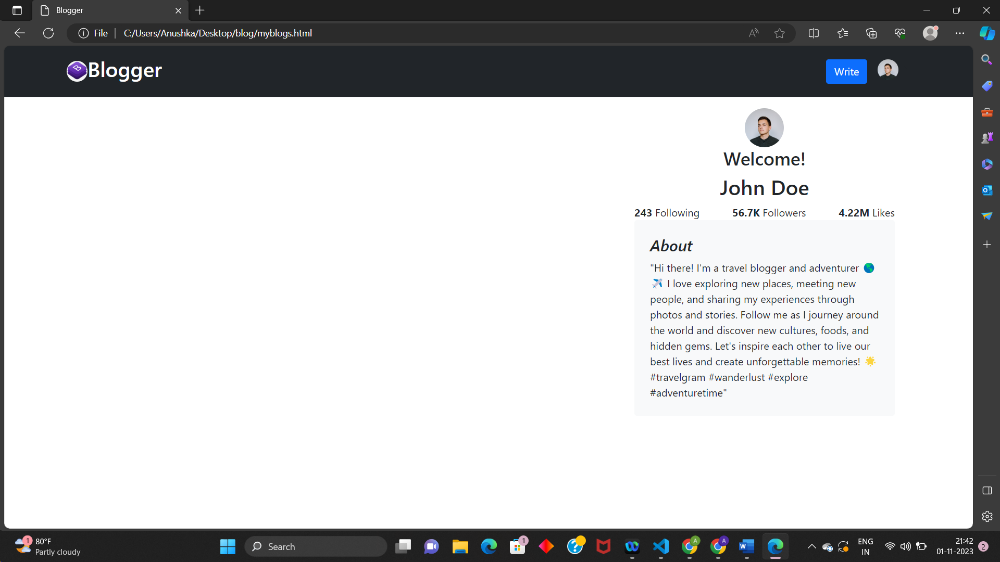 Blogger
File
C:/Users/Anushka/Desktop/blog/myblogs.html
Blogger
Write
Welcome!
John Doe
243 Following 56.7K Followers 4.22M Likes
About
"Hi there! I'm a travel blogger and adventurer 🌎
✈️ I love exploring new places, meeting new
people, and sharing my experiences through
photos and stories. Follow me as I journey around
the world and discover new cultures, foods, and
hidden gems. Let's inspire each other to live our
best lives and create unforgettable memories! 🌟
#travelgram #wanderlust #explore
#adventuretime"
1
80°F
Partly cloudy
Search
1
A
A
ENG
IN
21:42
01-11-2023
2